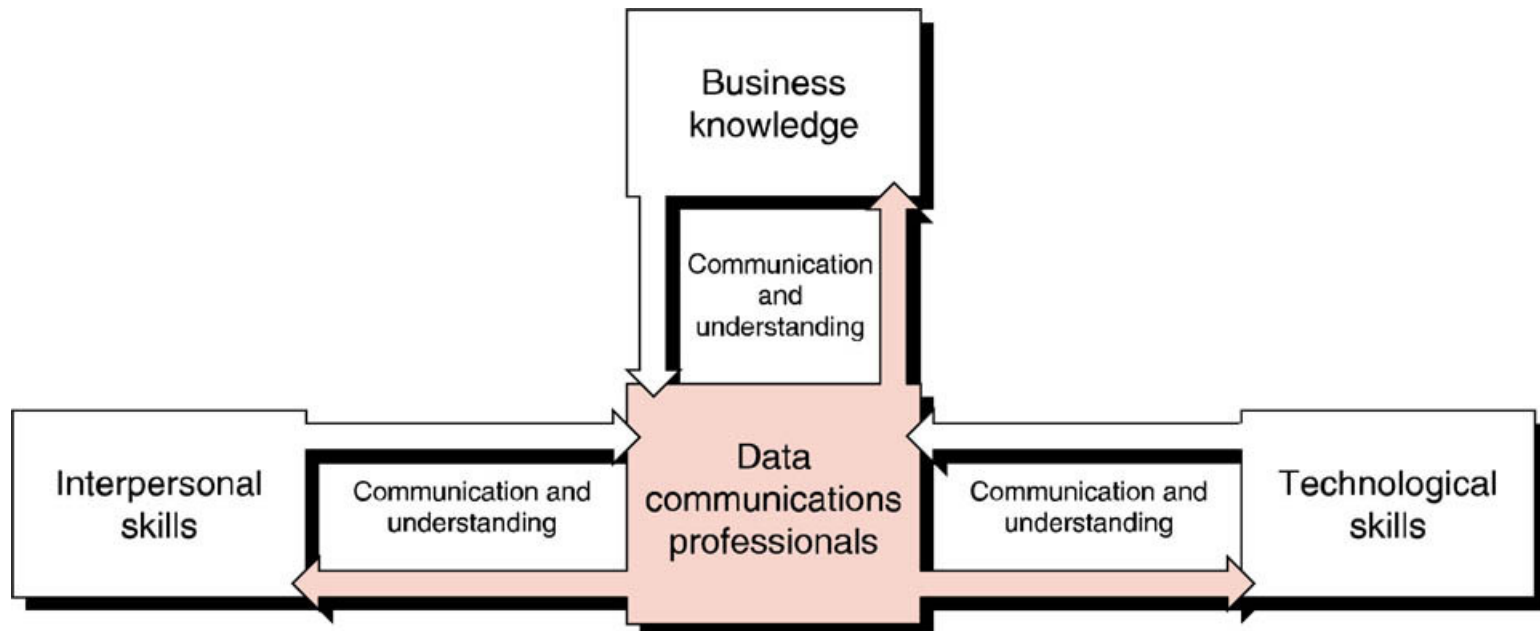 Business
knowledge
Communication
and
understanding
Interpersonal
skills
Communication and
understanding
Data
communications
professionals
Communication and
understanding
Technological
skills